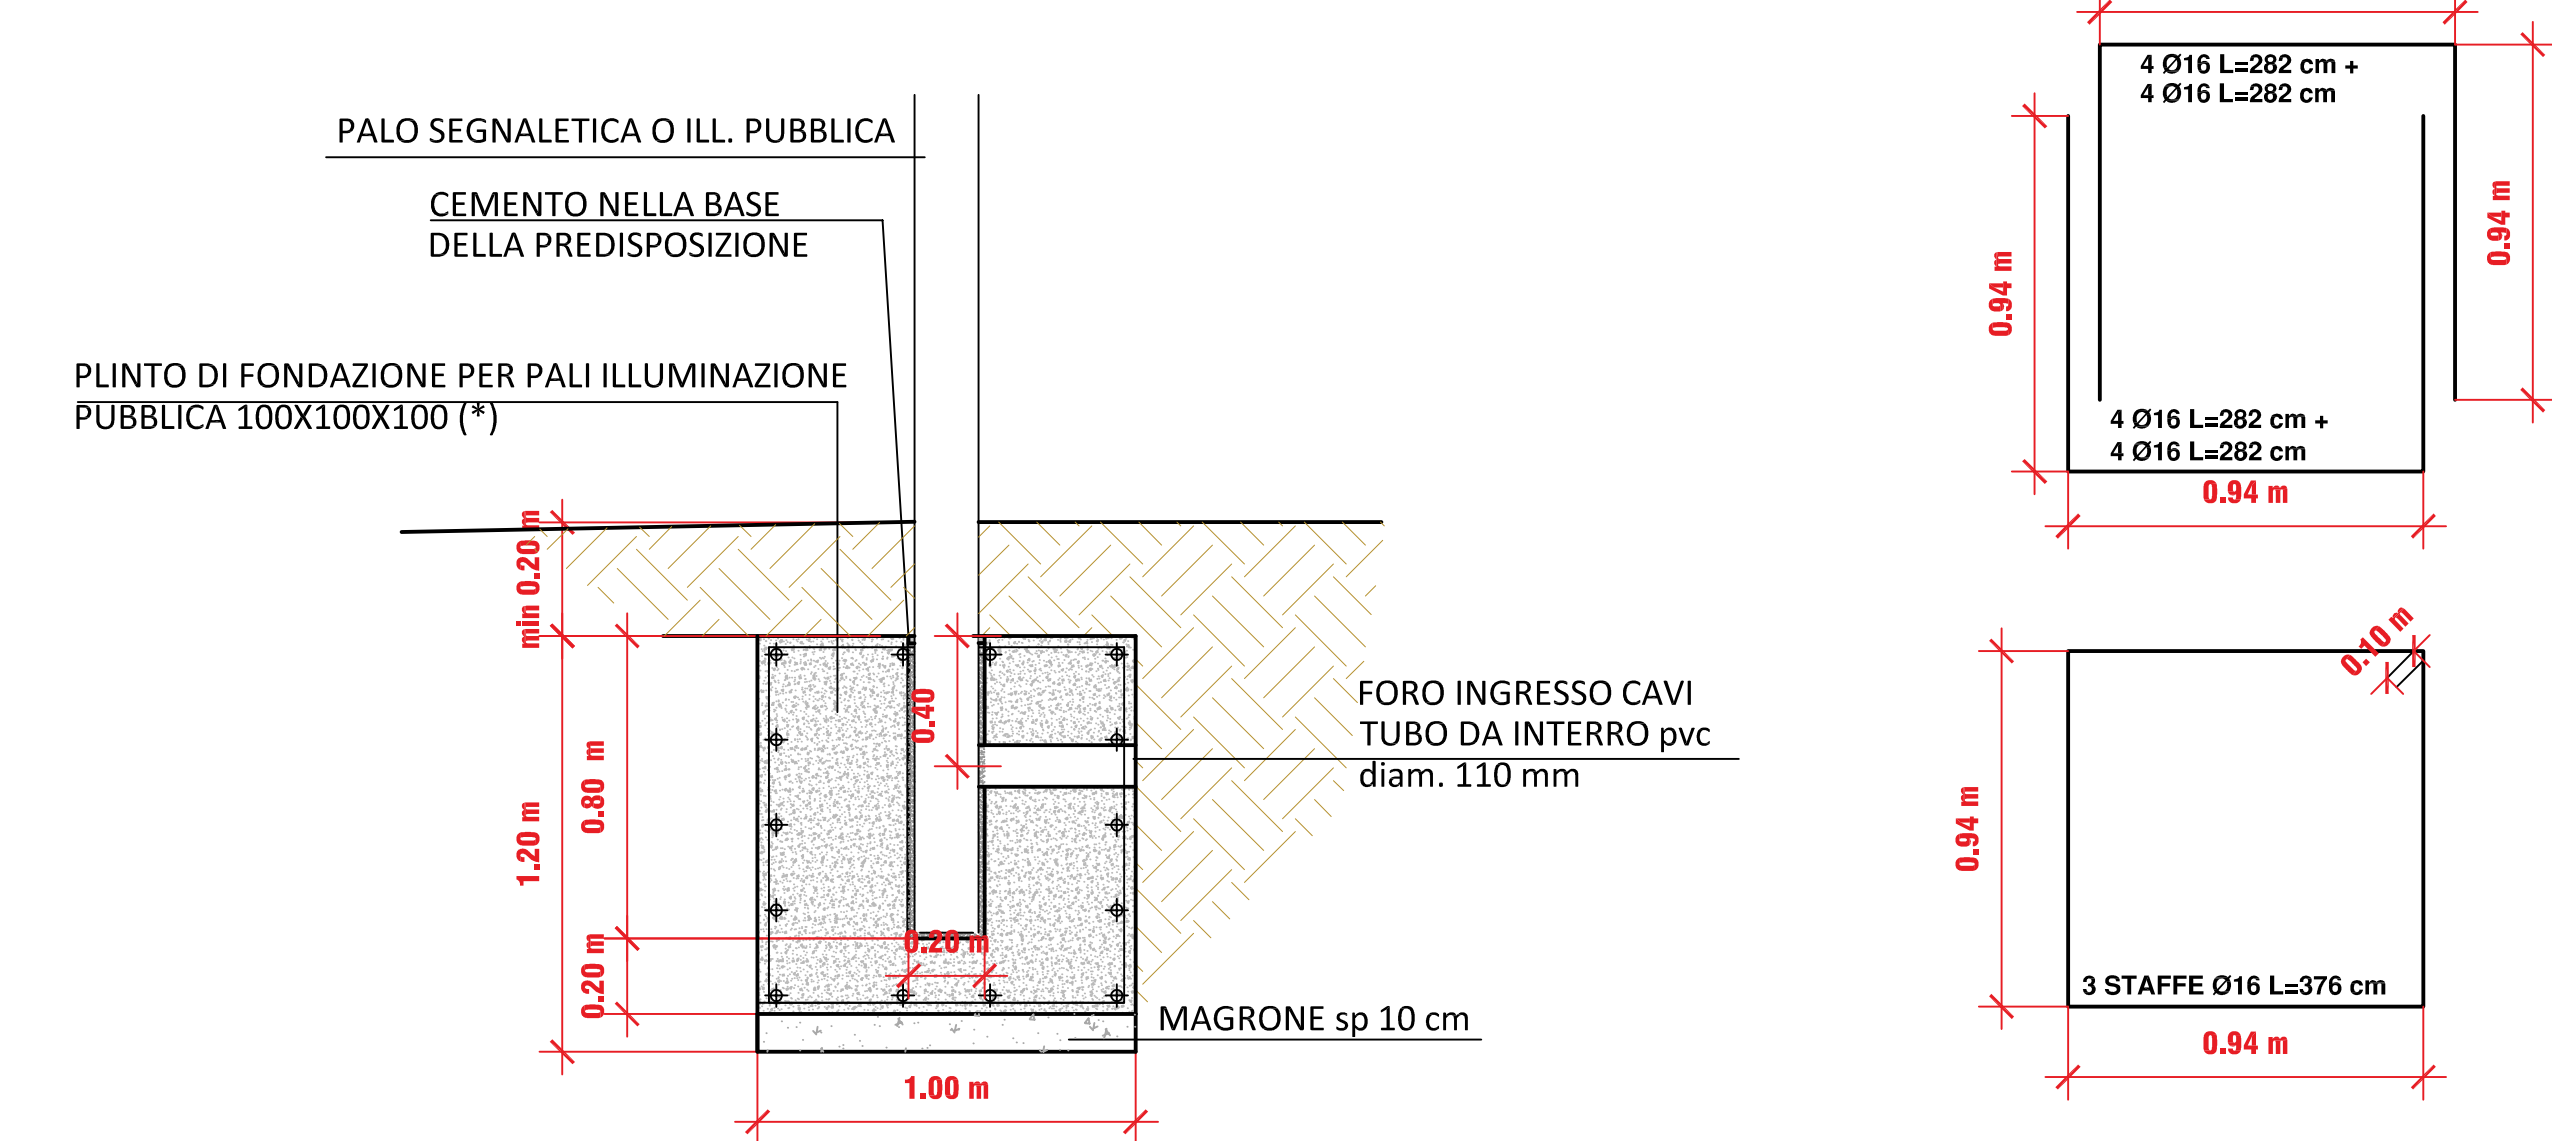 PALO SEGNALETICA O ILL. PUBBLICA
CEMENTO NELLA BASE
DELLA PREDISPOSIZIONE
PLINTO DI FONDAZIONE PER PALI ILLUMINAZIONE
PUBBLICA 100X100X100 (*)
min 0.20 m
1.20 m
0.80 m
0.20 m
0.40
0.20 m
1.00 m
FORO INGRESSO CAVI
TUBO DA INTERRO pvc
diam. 110 mm
MAGRONE sp 10 cm
4 Ø16 L=282 cm +
4 Ø16 L=282 cm
0.94 m
0.94 m
4 Ø16 L=282 cm +
4 Ø16 L=282 cm
0.94 m
0.10 m
0.94 m
3 STAFFE Ø16 L=376 cm
0.94 m